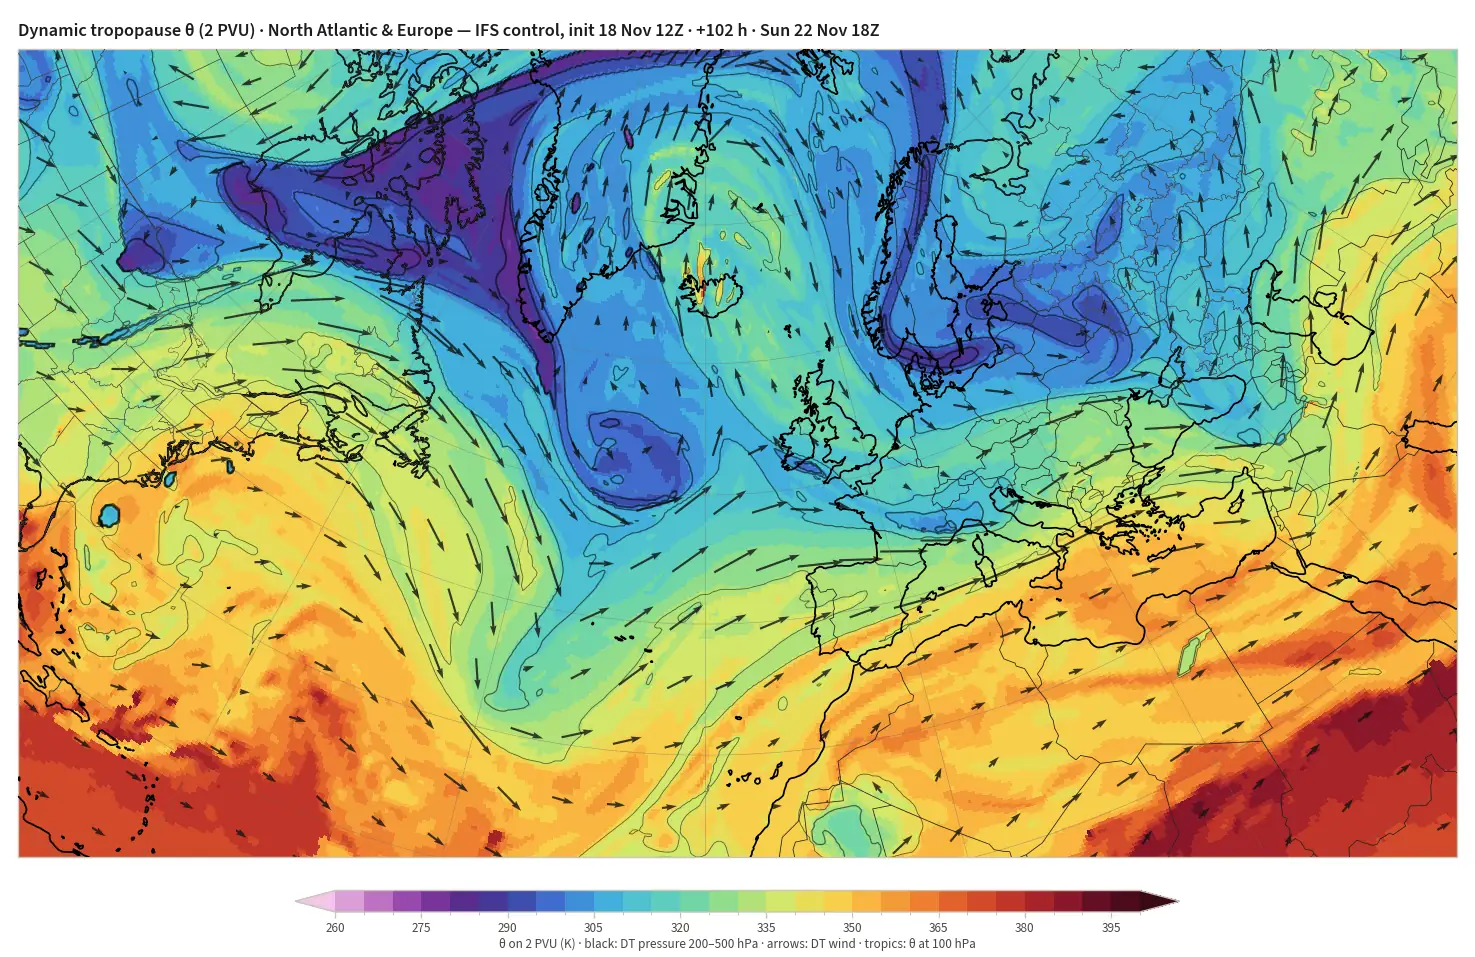 Dynamic tropopause θ (2 PVU) · North Atlantic & Europe — IFS control, init 18 Nov 12Z · +102 h · Sun 22 Nov 18Z
260 275 290 305 320 335 350 365 380 395
θ on 2 PVU (K) · black: DT pressure 200–500 hPa · arrows: DT wind · tropics: θ at 100 hPa